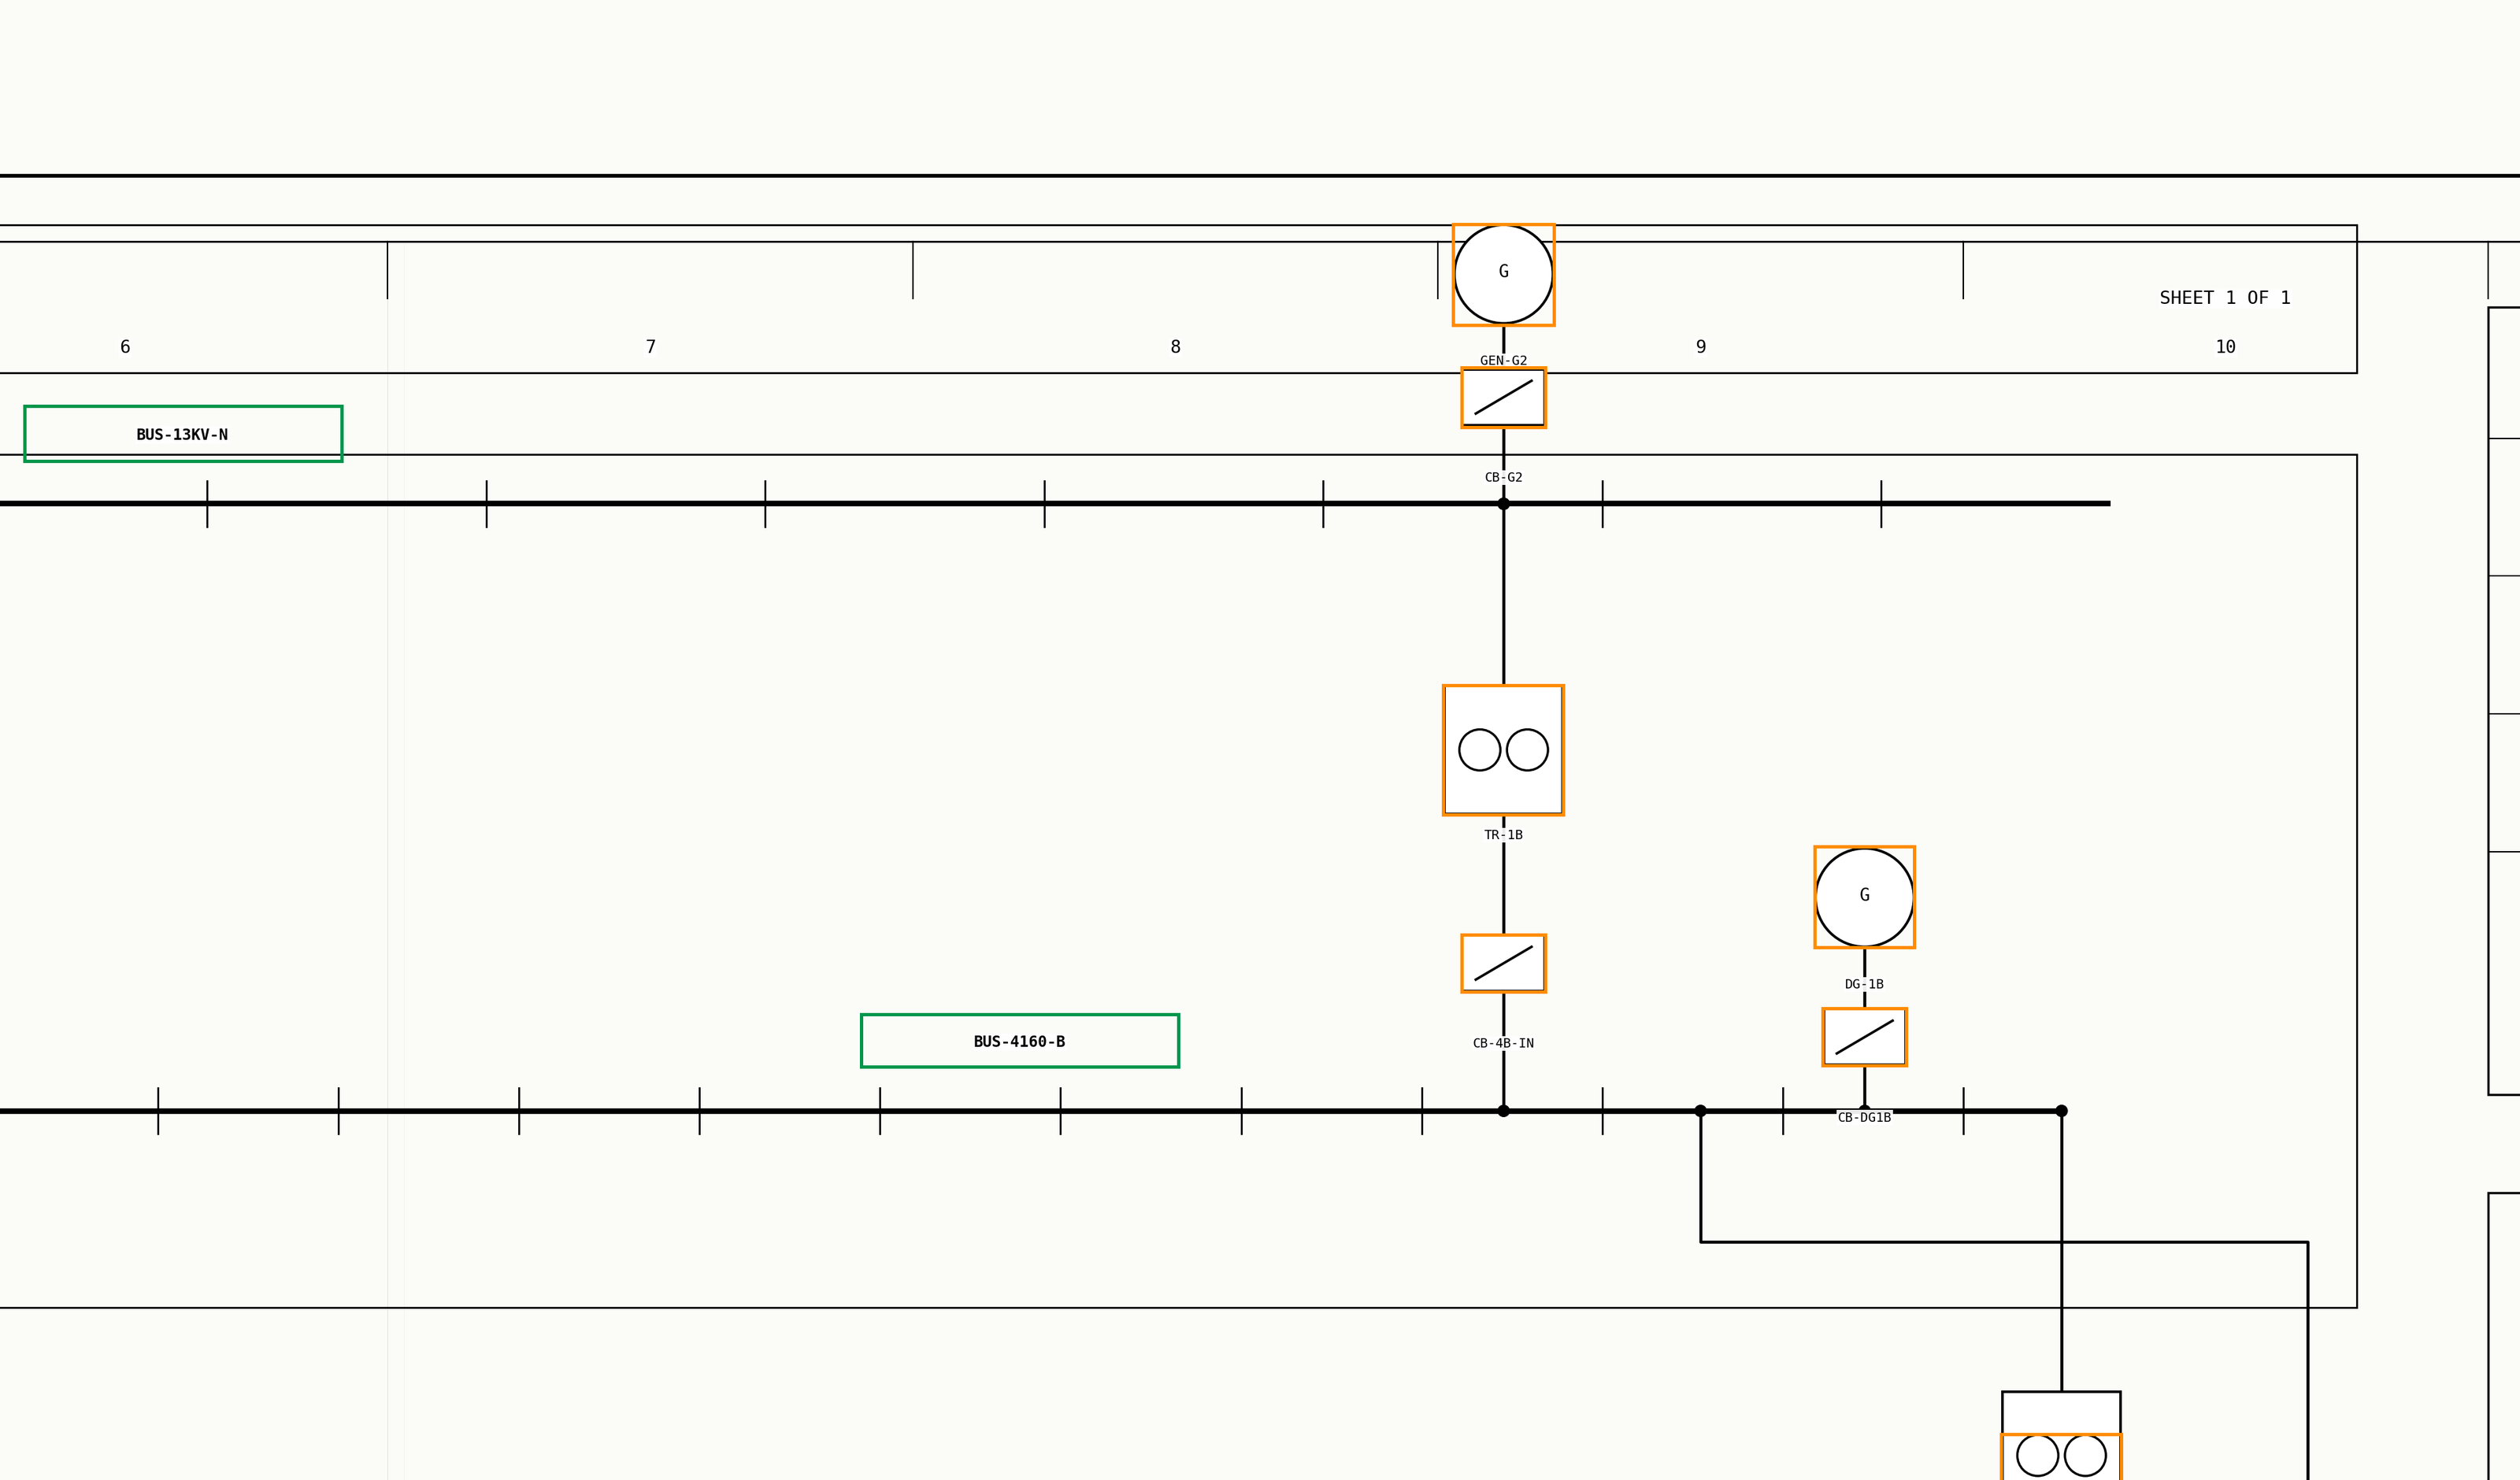 G
SHEET 1 OF 1
6
7
8
9
10
GEN-G2
BUS-13KV-N
CB-G2
TR-1B
G
DG-1B
BUS-4160-B
CB-4B-IN
CB-DG1B